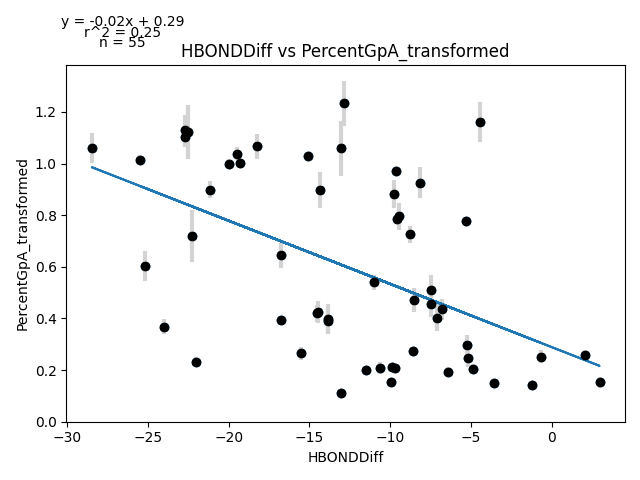 y = -0.02x + 0.29
r^2 = 0.25
n = 55
HBONDDiff vs PercentGpA_transformed
PercentGpA_transformed
1.2
1.0
0.8
0.6
0.4
0.2
0.0
−30 −25 −20 −15 −10 −5 0
HBONDDiff